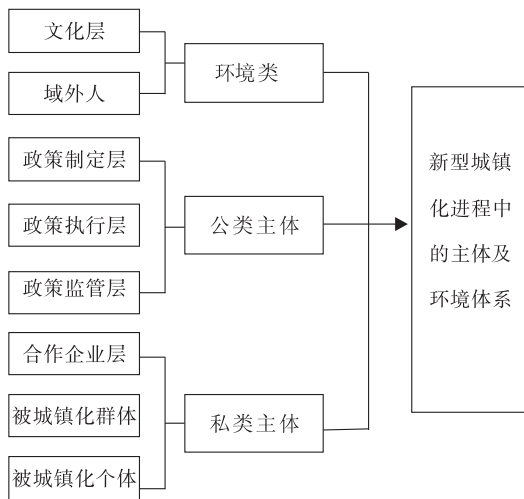 文化层
域外人
环境类
政策制定层
政策执行层
政策监管层
公类主体
合作企业层
被城镇化群体
被城镇化个体
私类主体
新型城镇
化进程中
的主体及
环境体系